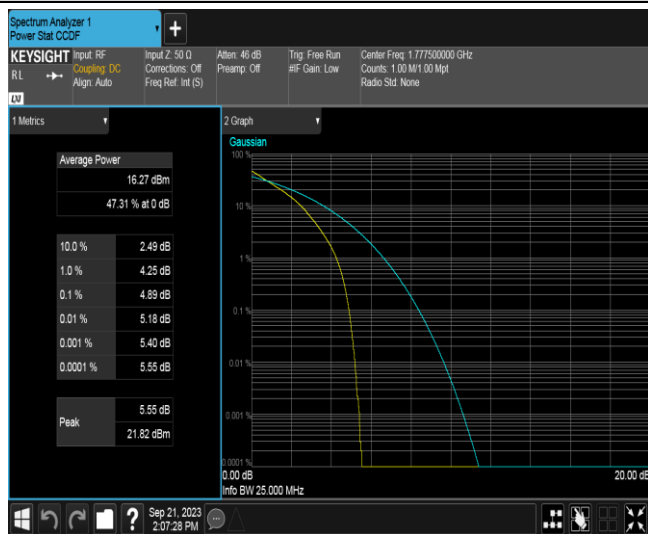 Spectrum Analyzer 1
Power Stat CCDF
+
KEYSIGHT
RL
LXI
Input: RF
Coupling: DC
Align: Auto
Input Z: 50 Ω
Corrections: Off
Freq Ref: Int (S)
Atten: 46 dB
Preamp: Off
Trig: Free Run
#IF Gain: Low
Center Freq: 1.777500000 GHz
Counts: 1.00 M/1.00 Mpt
Radio Std: None
1 Metrics
Average Power
16.27 dBm
47.31 % at 0 dB
10.0 % 2.49 dB
1.0 % 4.25 dB
0.1 % 4.89 dB
0.01 % 5.18 dB
0.001 % 5.40 dB
0.0001 % 5.55 dB
Peak
5.55 dB
21.82 dBm
2 Graph
Gaussian
100 %
10 %
1 %
0.1 %
0.01 %
0.001 %
0.0001 %
0.00 dB
20.00 dB
Info BW 25.000 MHz
?
Sep 21, 2023
2:07:28 PM